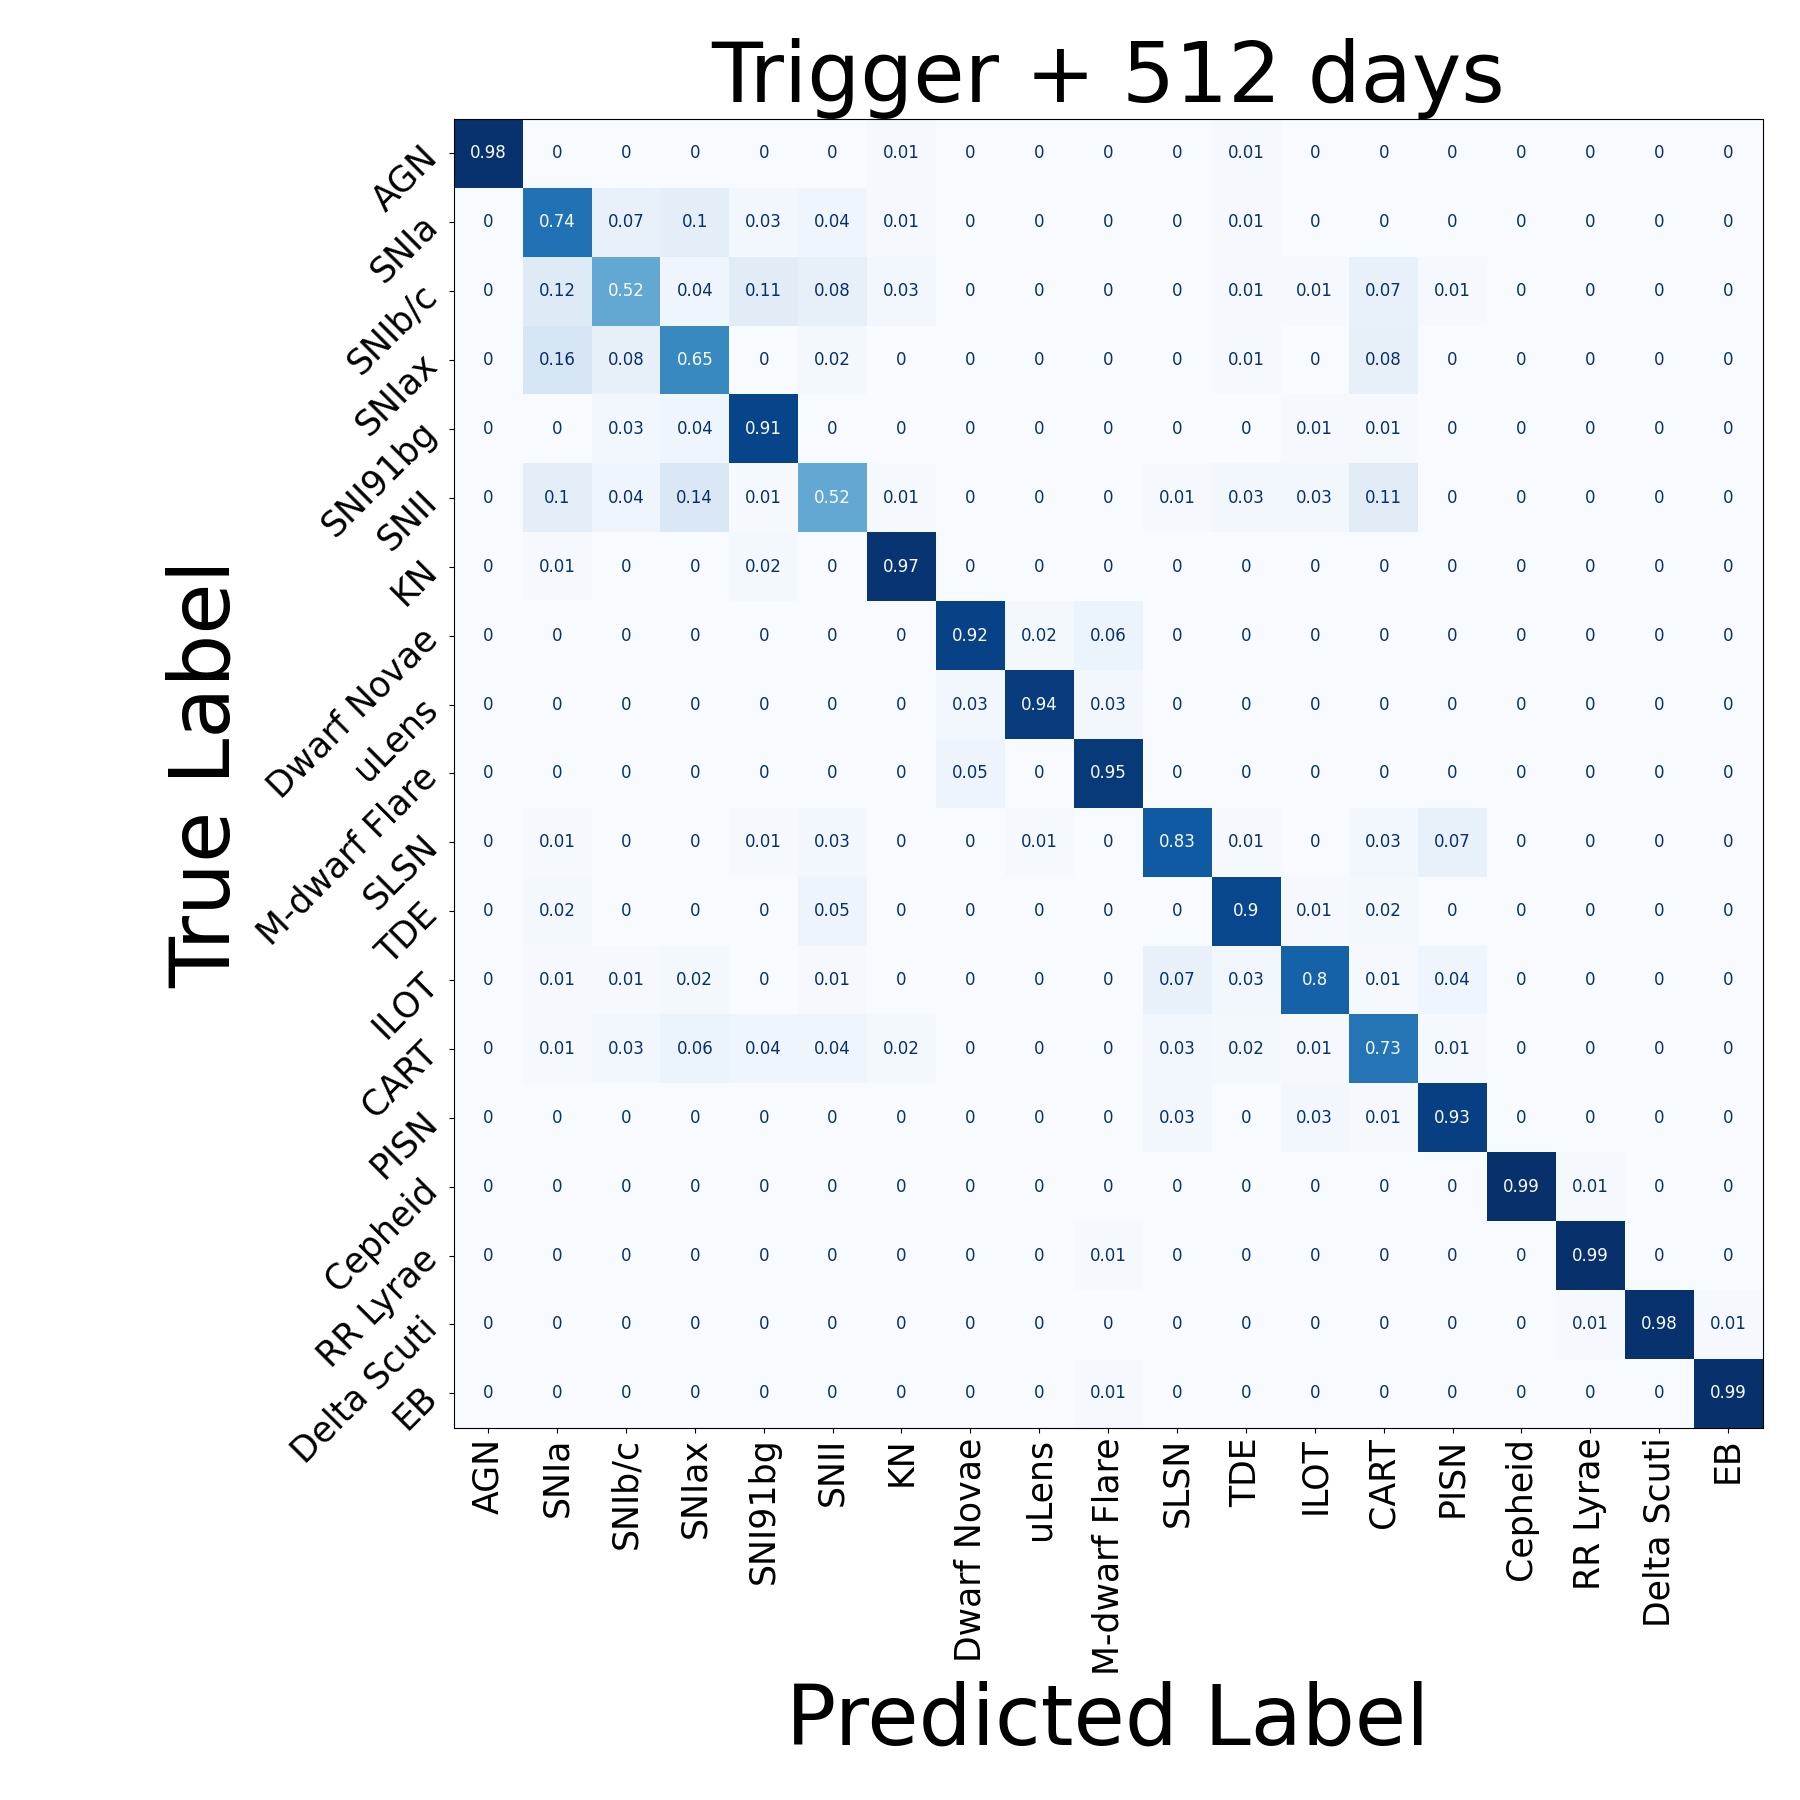 Trigger + 512 days
True Label
AGN 0.98 0 0 0 0 0 0.01 0 0 0 0 0.01 0 0 0 0 0 0 0
SNIa 0 0.74 0.07 0.1 0.03 0.04 0.01 0 0 0 0 0.01 0 0 0 0 0 0 0
SNIb/c 0 0.12 0.52 0.04 0.11 0.08 0.03 0 0 0 0 0.01 0.01 0.07 0.01 0 0 0 0
SNIax 0 0.16 0.08 0.65 0 0.02 0 0 0 0 0 0.01 0 0.08 0 0 0 0 0
SNI91bg 0 0 0.03 0.04 0.91 0 0 0 0 0 0 0 0.01 0.01 0 0 0 0 0
SNII 0 0.1 0.04 0.14 0.01 0.52 0.01 0 0 0 0.01 0.03 0.03 0.11 0 0 0 0 0
KN 0 0.01 0 0 0.02 0 0.97 0 0 0 0 0 0 0 0 0 0 0 0
Dwarf Novae 0 0 0 0 0 0 0 0.92 0.02 0.06 0 0 0 0 0 0 0 0 0
uLens 0 0 0 0 0 0 0 0.03 0.94 0.03 0 0 0 0 0 0 0 0 0
M-dwarf Flare 0 0 0 0 0 0 0 0.05 0 0.95 0 0 0 0 0 0 0 0 0
SLSN 0 0.01 0 0 0.01 0.03 0 0 0.01 0 0.83 0.01 0 0.03 0.07 0 0 0 0
TDE 0 0.02 0 0 0 0.05 0 0 0 0 0 0.9 0.01 0.02 0 0 0 0 0
ILOT 0 0.01 0.01 0.02 0 0.01 0 0 0 0 0.07 0.03 0.8 0.01 0.04 0 0 0 0
CART 0 0.01 0.03 0.06 0.04 0.04 0.02 0 0 0 0.03 0.02 0.01 0.73 0.01 0 0 0 0
PISN 0 0 0 0 0 0 0 0 0 0 0.03 0 0.03 0.01 0.93 0 0 0 0
Cepheid 0 0 0 0 0 0 0 0 0 0 0 0 0 0 0 0.99 0.01 0 0
RR Lyrae 0 0 0 0 0 0 0 0 0 0.01 0 0 0 0 0 0 0.99 0 0
Delta Scuti 0 0 0 0 0 0 0 0 0 0 0 0 0 0 0 0 0.01 0.98 0.01
EB 0 0 0 0 0 0 0 0 0 0.01 0 0 0 0 0 0 0 0 0.99
AGN SNIa SNIb/c SNIax SNI91bg SNII KN Dwarf Novae uLens M-dwarf Flare SLSN TDE ILOT CART PISN Cepheid RR Lyrae Delta Scuti EB
Predicted Label